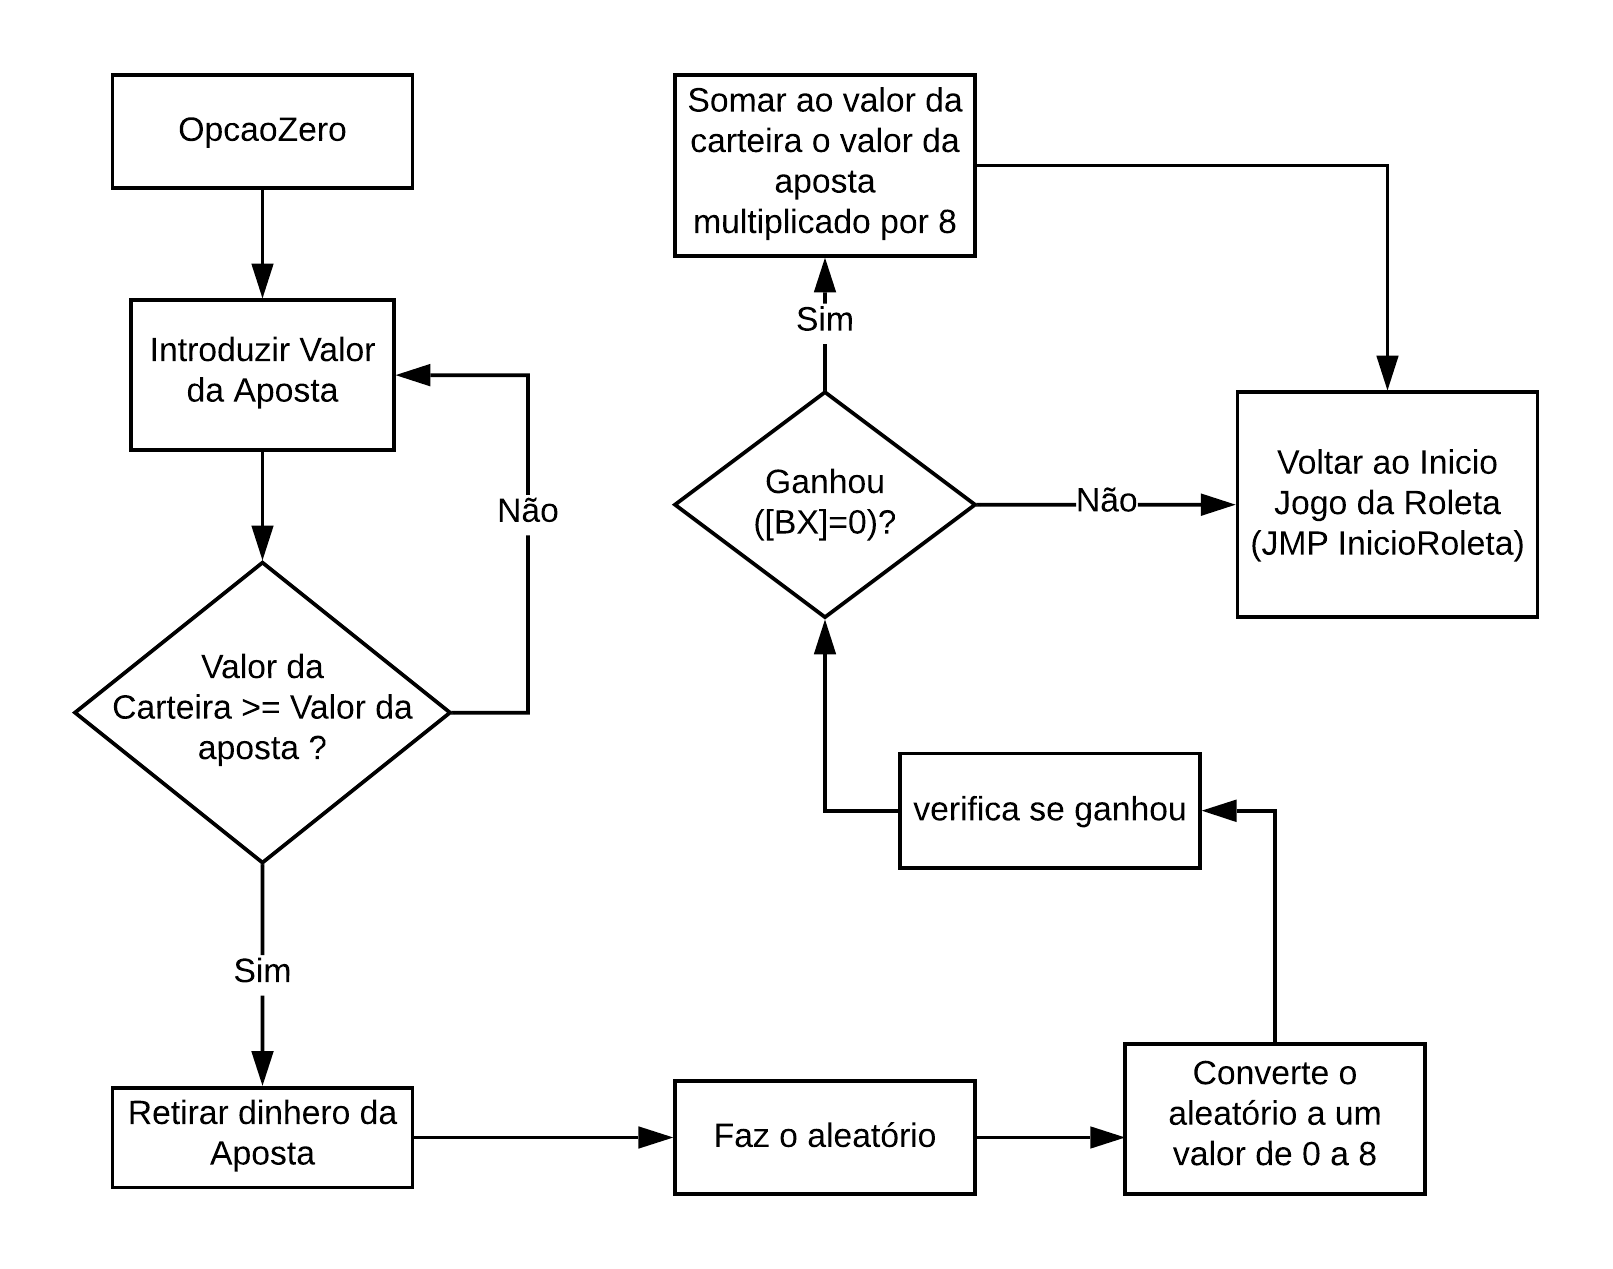 OpcaoZero
Introduzir Valor
da Aposta
Não
Valor da
Carteira >= Valor da
aposta ?
Sim
Retirar dinheiro da
Aposta
Faz o aleatório
Converte o
aleatório a um
valor de 0 a 8
verifica se ganhou
Ganhou
([BX]=0)?
Sim
Não
Somar ao valor da
carteira o valor da
aposta
multiplicado por 8
Voltar ao Inicio
Jogo da Roleta
(JMP InicioRoleta)